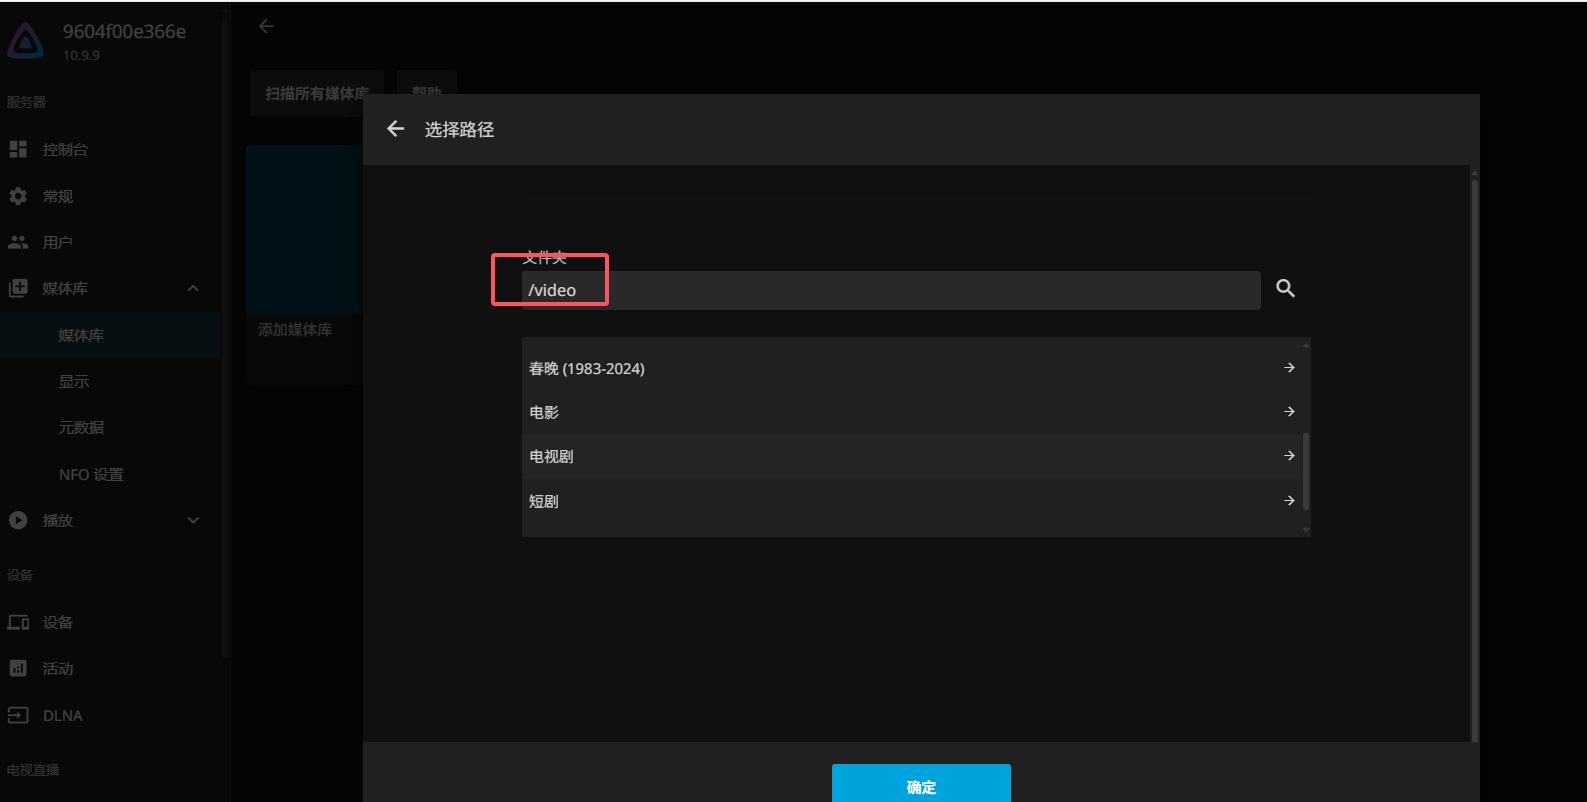 9604f00e366e
10.9.9
服务器
控制台
常规
用户
媒体库
媒体库
显示
元数据
NFO 设置
播放
设备
设备
活动
DLNA
电视直播
扫描所有媒体库
帮助
添加媒体库
选择路径
文件夹
/video
春晚 (1983-2024)
电影
电视剧
短剧
确定